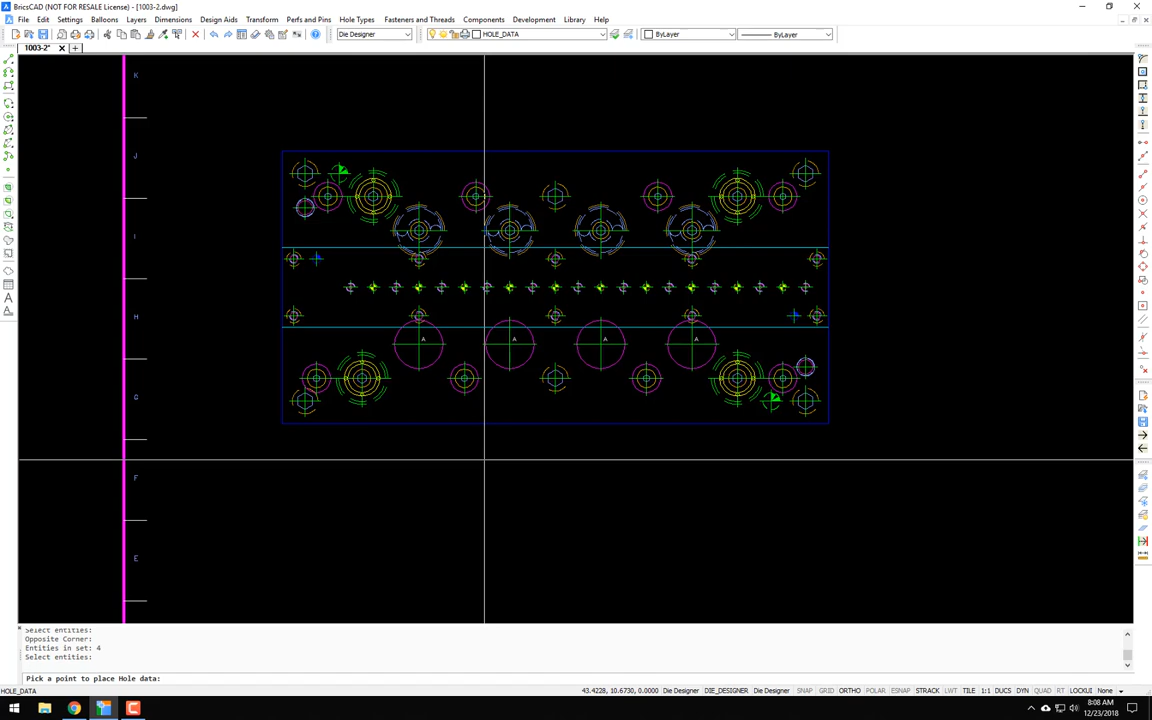 BricsCAD (NOT FOR RESALE License) - [1003-2.dwg]
File Edit Settings Balloons Layers Dimensions Design Aids Transform Perfs and Pins Hole Types Fasteners and Threads Components Development Library Help
Die Designer HOLE_DATA ByLayer ByLayer
1003-2*
K
J
I
H
G
F
E
A A A A
Select entities:
Opposite Corner:
Entities in set: 4
Select entities:
Pick a point to place Hole data:
HOLE_DATA 43.4228, 10.6730, 0.0000 Die Designer DIE_DESIGNER Die Designer SNAP GRID ORTHO POLAR ESNAP STRACK LWT TILE 1:1 DUCS DYN QUAD RT LOCKUI None
8:08 AM
12/23/2018